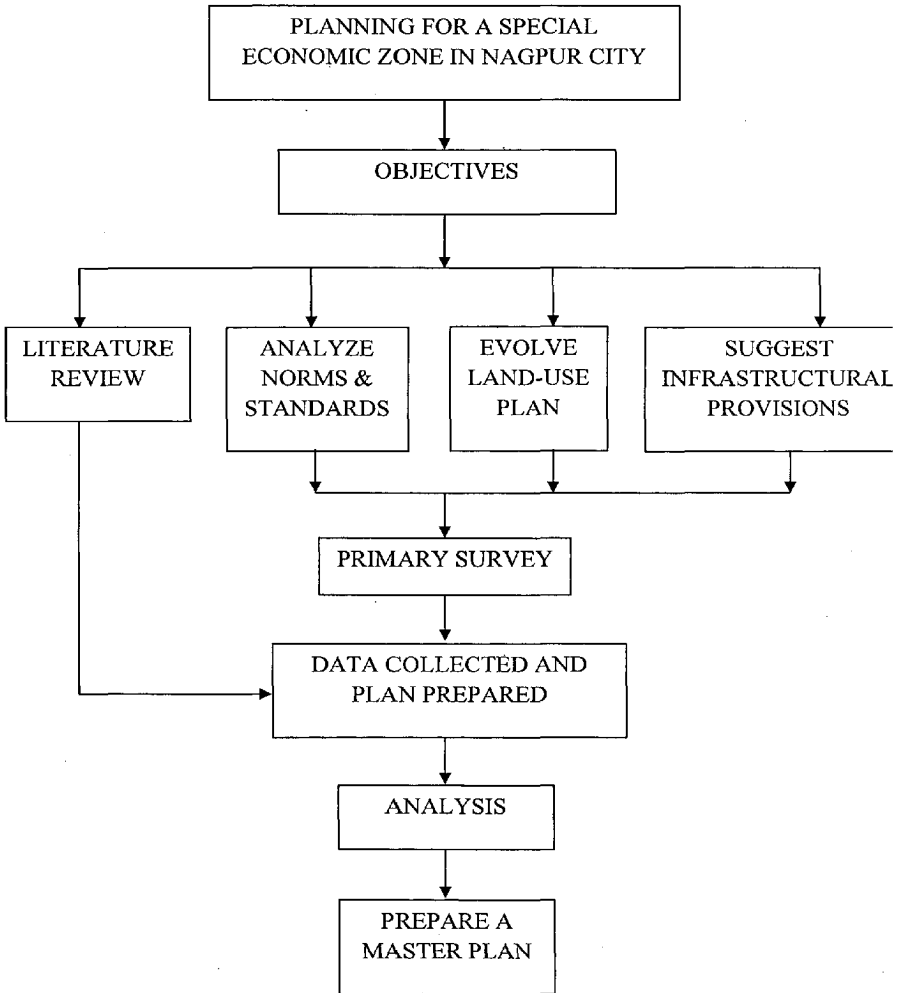 PLANNING FOR A SPECIAL
ECONOMIC ZONE IN NAGPUR CITY
OBJECTIVES
LITERATURE
REVIEW
ANALYZE
NORMS &
STANDARDS
EVOLVE
LAND-USE
PLAN
SUGGEST
INFRASTRUCTURAL
PROVISIONS
PRIMARY SURVEY
DATA COLLECTED AND
PLAN PREPARED
ANALYSIS
PREPARE A
MASTER PLAN